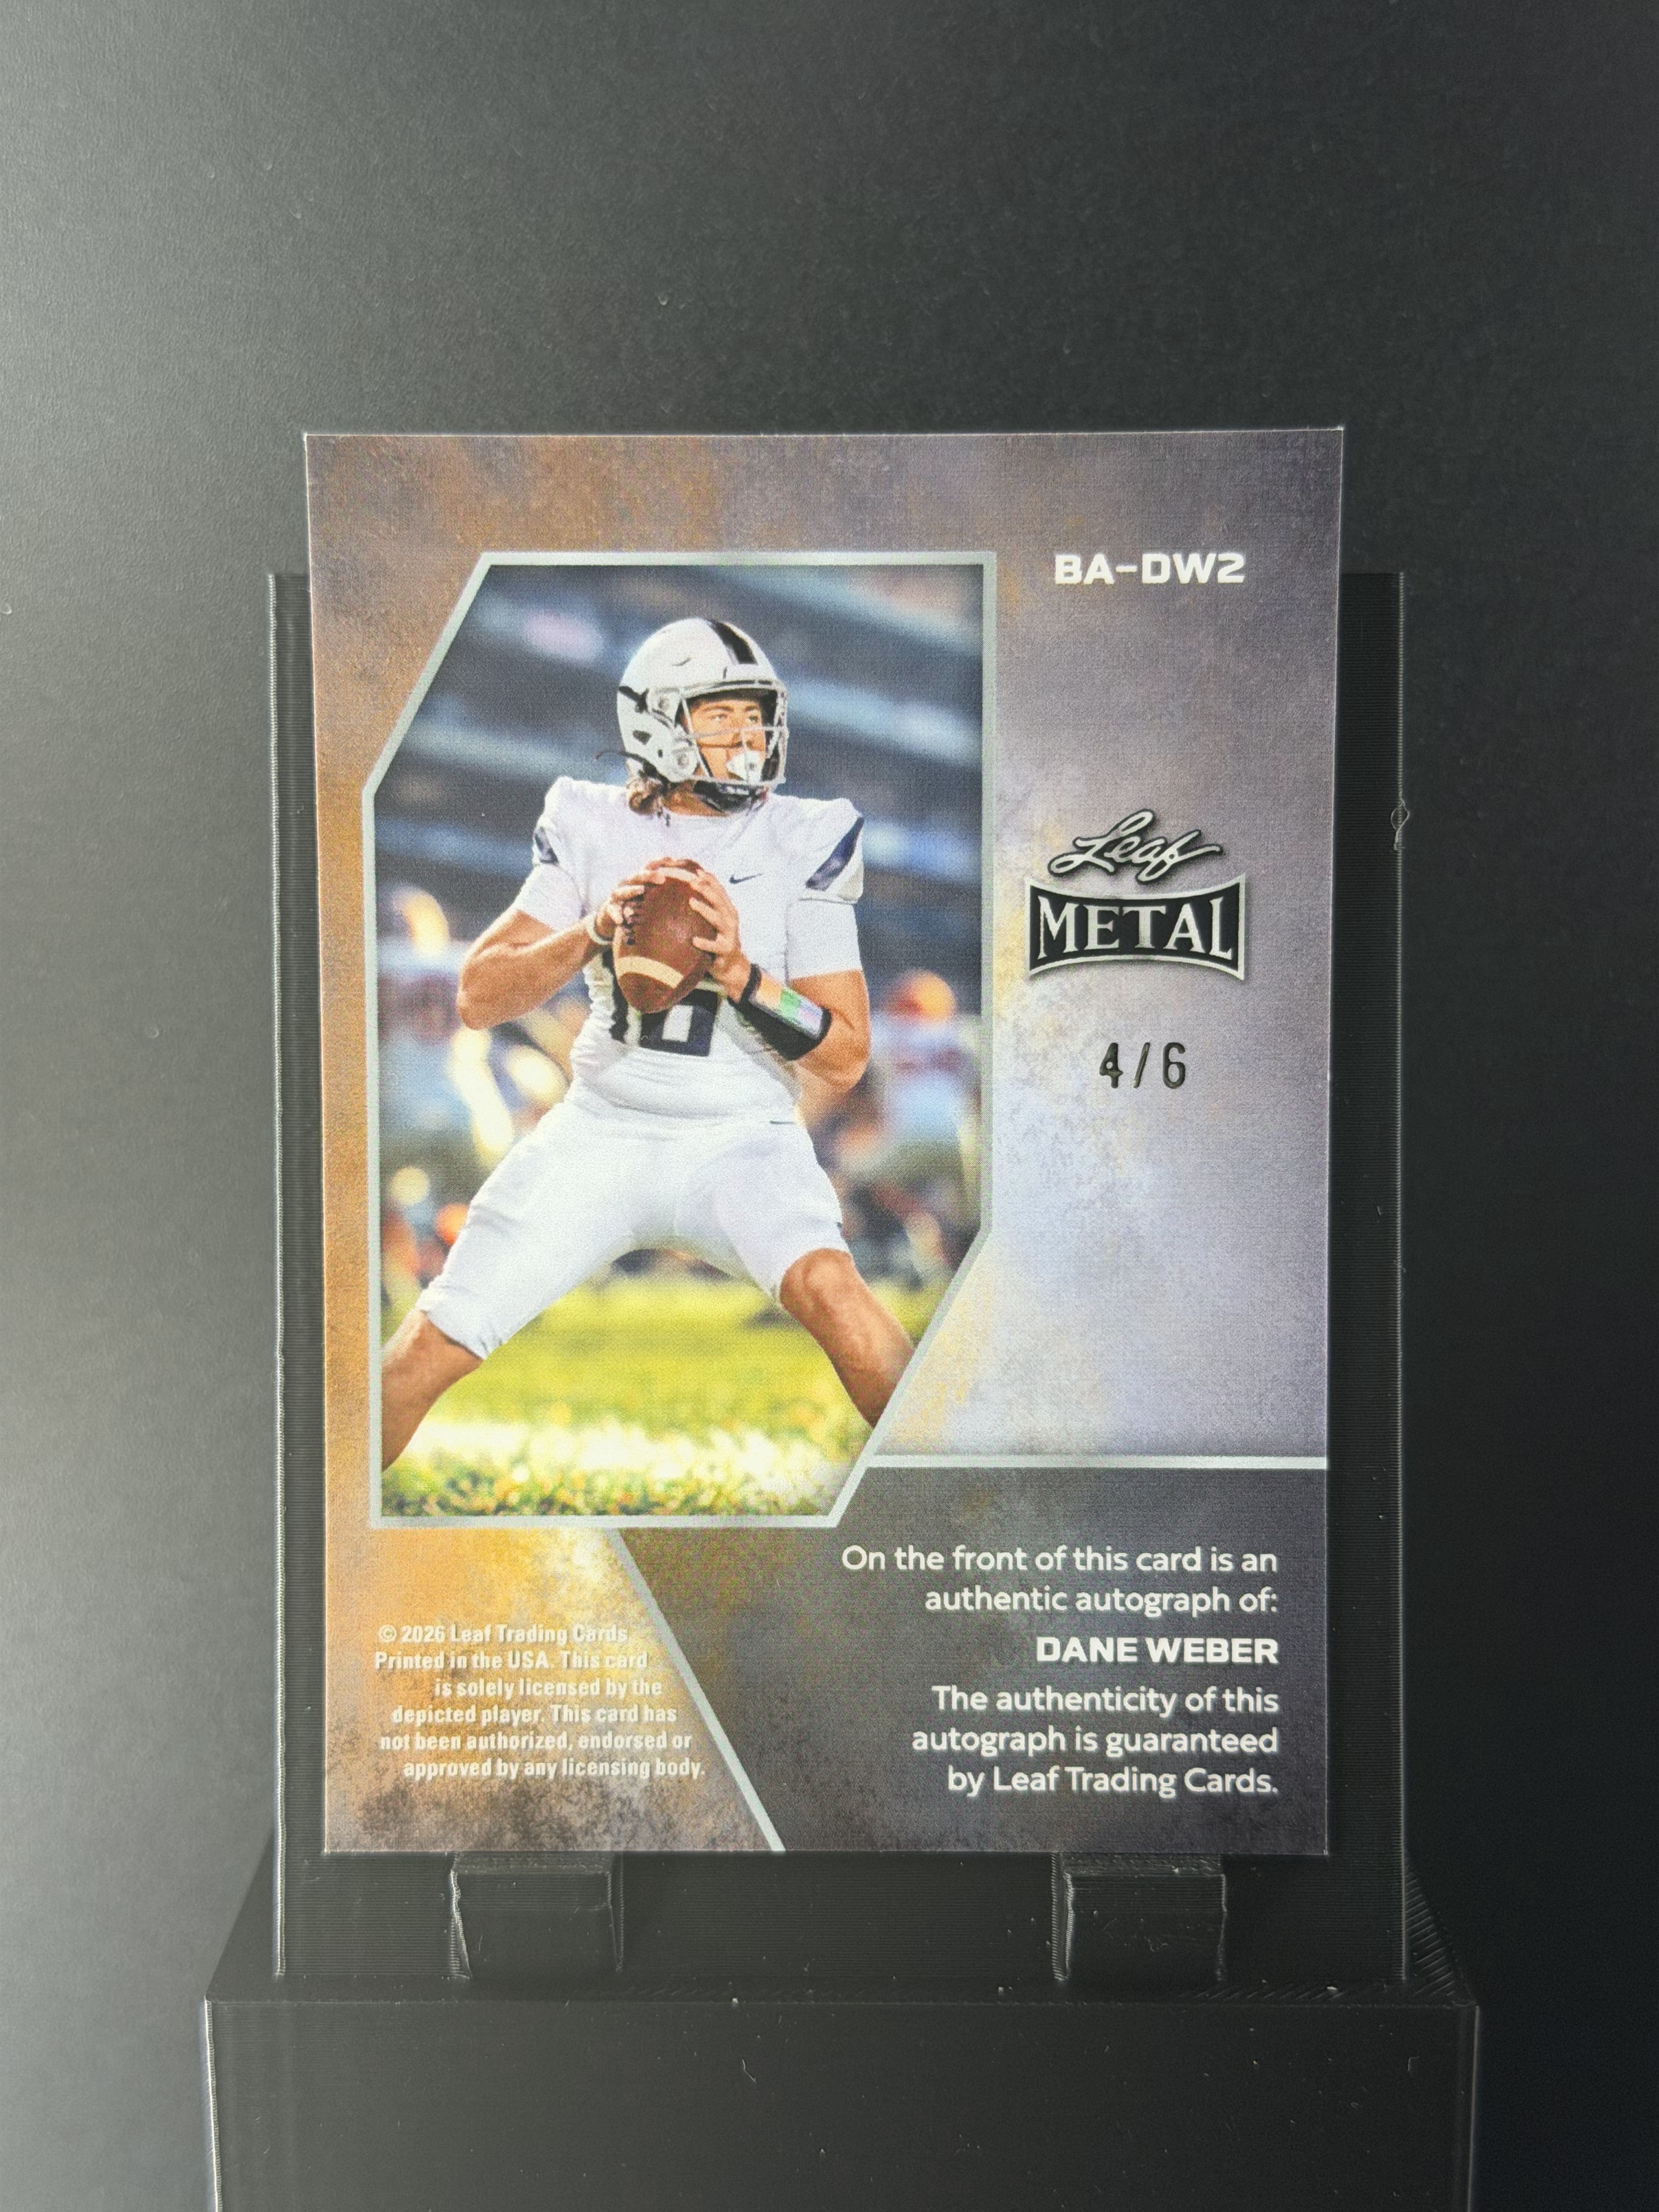 BA-DW2
Leaf
METAL
4/6
On the front of this card is an
authentic autograph of:
DANE WEBER
The authenticity of this
autograph is guaranteed
by Leaf Trading Cards.
© 2026 Leaf Trading Cards
Printed in the USA. This card
is solely licensed by the
depicted player. This card has
not been authorized, endorsed or
approved by any licensing body.